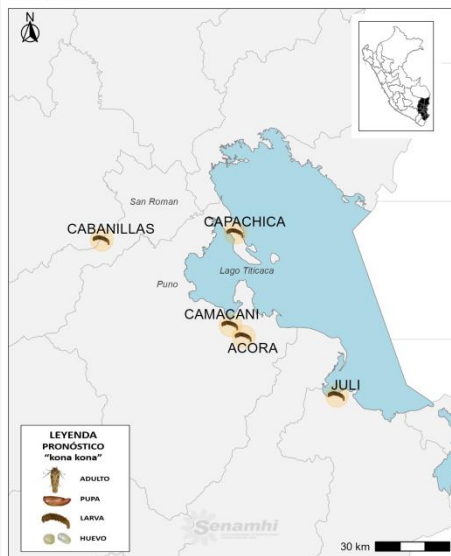 N
San Roman
CABANILLAS
CAPACHICA
Lago Titicaca
Puno
CAMACANI
ACORA
JULI
LEYENDA
PRONÓSTICO
"kona kona"
ADULTO
PUPA
LARVA
HUEVO
Senamhi
30 km